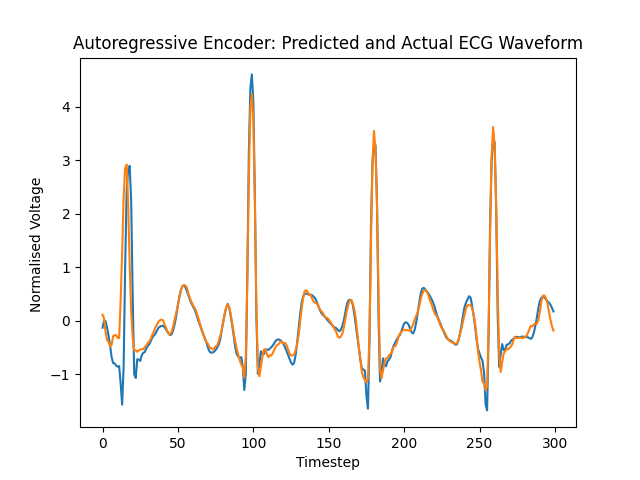 Autoregressive Encoder: Predicted and Actual ECG Waveform
Normalised Voltage
4
3
2
1
0
−1
0 50 100 150 200 250 300
Timestep